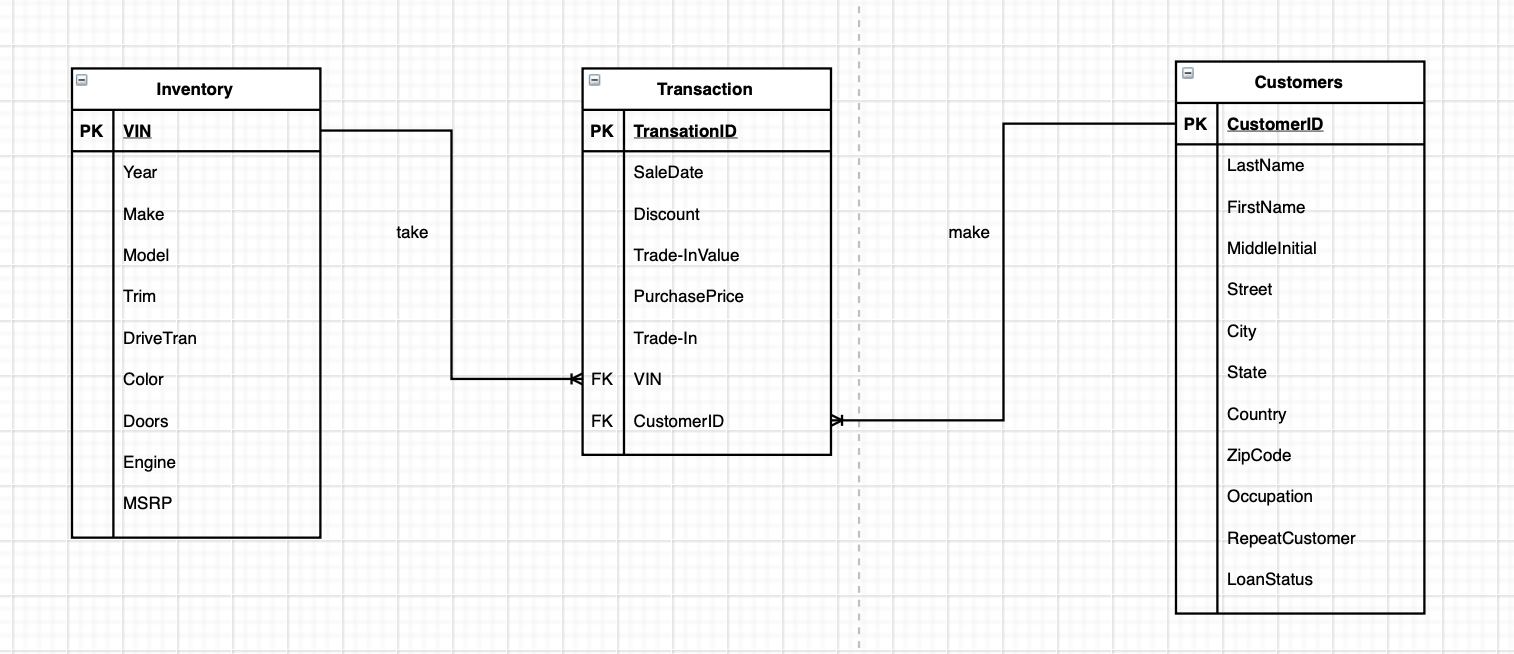 Inventory
PK VIN
Year
Make
Model
Trim
DriveTran
Color
Doors
Engine
MSRP
take
Transaction
PK TransationID
SaleDate
Discount
Trade-InValue
PurchasePrice
Trade-In
FK VIN
FK CustomerID
make
Customers
PK CustomerID
LastName
FirstName
MiddleInitial
Street
City
State
Country
ZipCode
Occupation
RepeatCustomer
LoanStatus